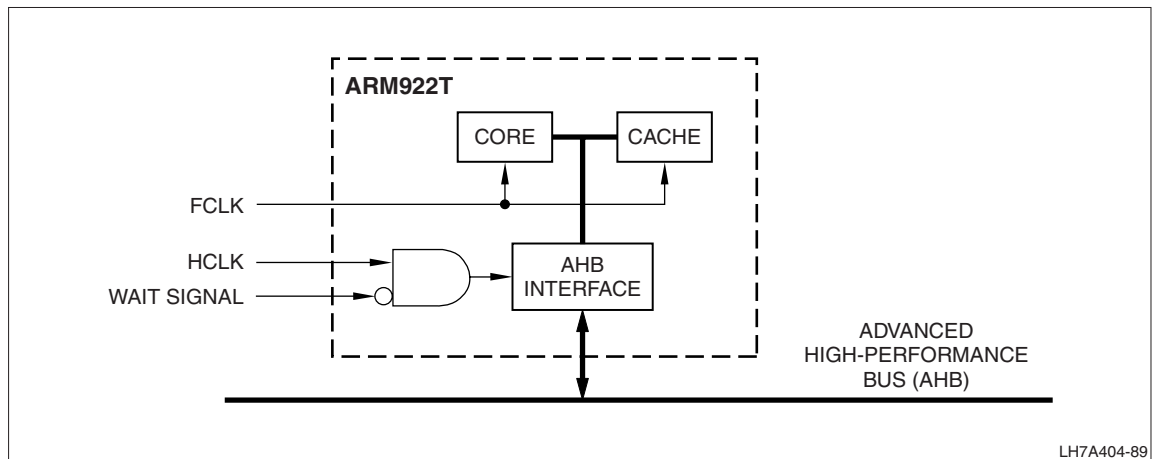 ARM922T
CORE
CACHE
FCLK
HCLK
WAIT SIGNAL
AHB
INTERFACE
ADVANCED
HIGH-PERFORMANCE
BUS (AHB)
LH7A404-89